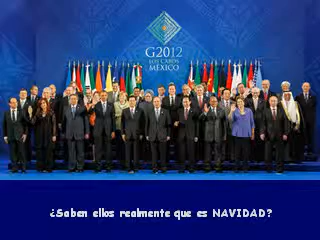 G2012
LOS CABOS
MÉXICO
¿Saben ellos realmente que es NAVIDAD?